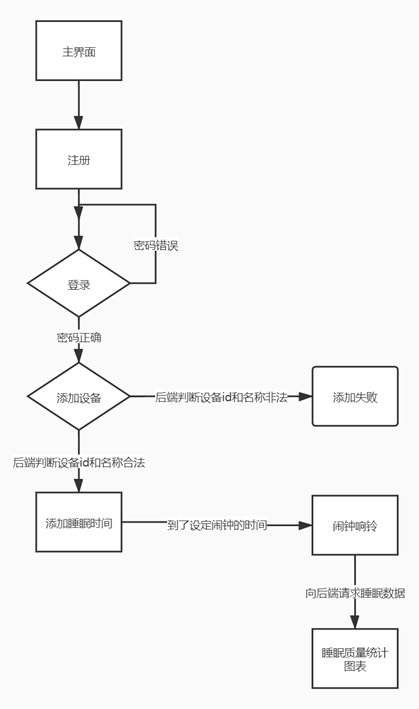 主界面
注册
密码错误
登录
密码正确
添加设备
后端判断设备id和名称非法
添加失败
后端判断设备id和名称合法
添加睡眠时间
到了设定闹钟的时间
闹钟响铃
向后端请求睡眠数据
睡眠质量统计
图表